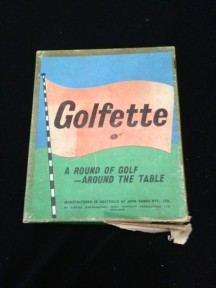 Golfette
A ROUND OF GOLF
—AROUND THE TABLE
MANUFACTURED IN AUSTRALIA BY JOHN SANDS PTY. LTD.